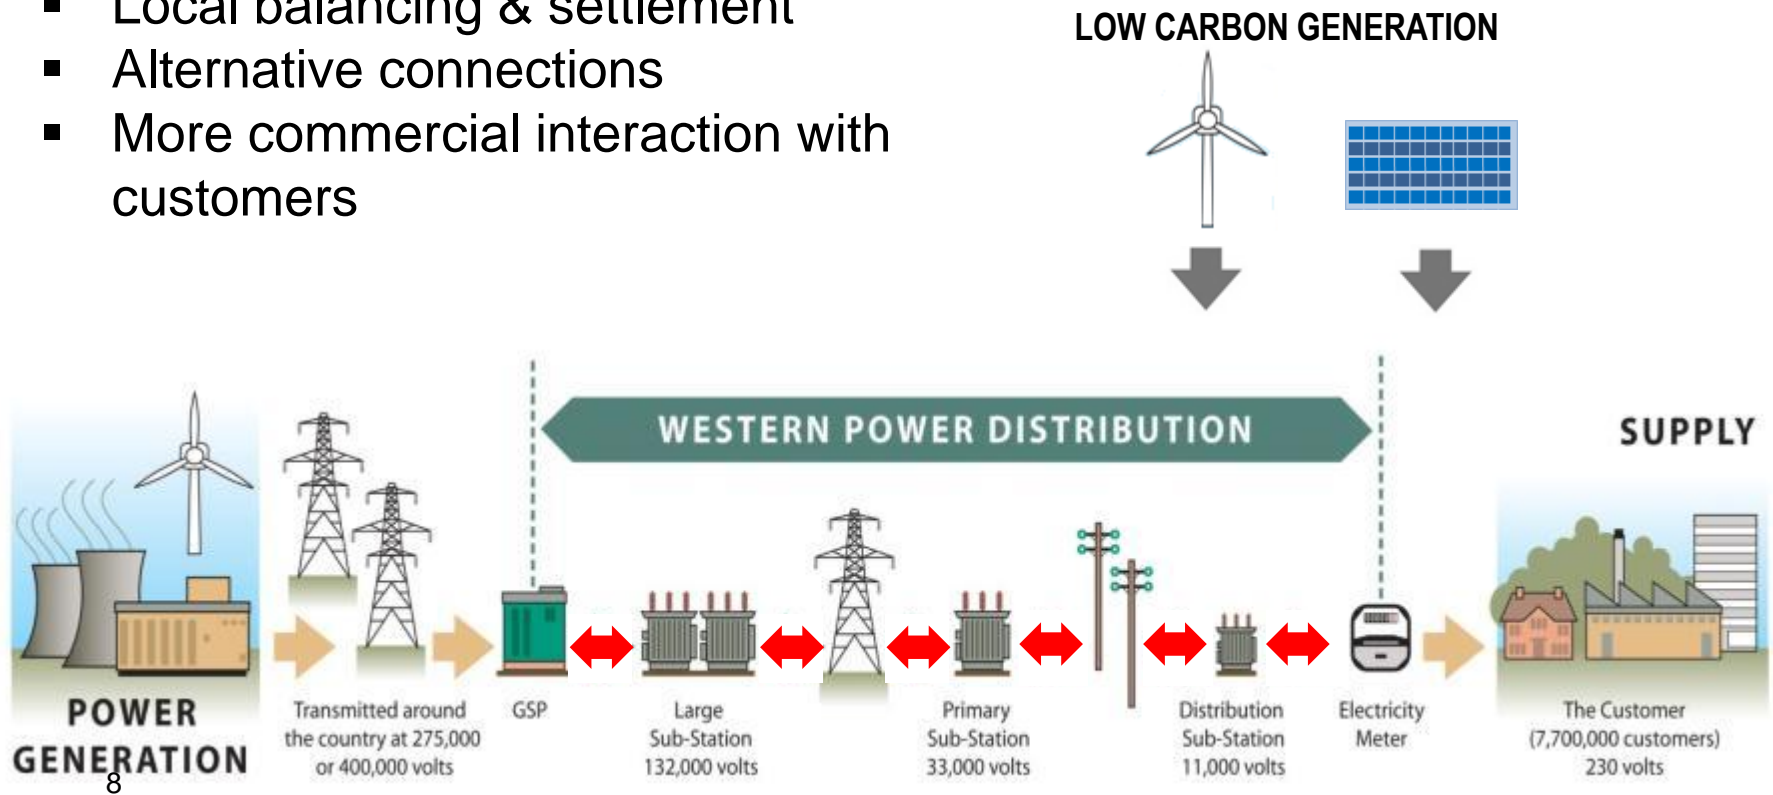 Local balancing & settlement
▪ Alternative connections
▪ More commercial interaction with
customers
LOW CARBON GENERATION
WESTERN POWER DISTRIBUTION
SUPPLY
POWER
GENERATION
Transmitted around
the country at 275,000
or 400,000 volts
GSP
Large
Sub-Station
132,000 volts
Primary
Sub-Station
33,000 volts
Distribution
Sub-Station
11,000 volts
Electricity
Meter
The Customer
(7,700,000 customers)
230 volts
8